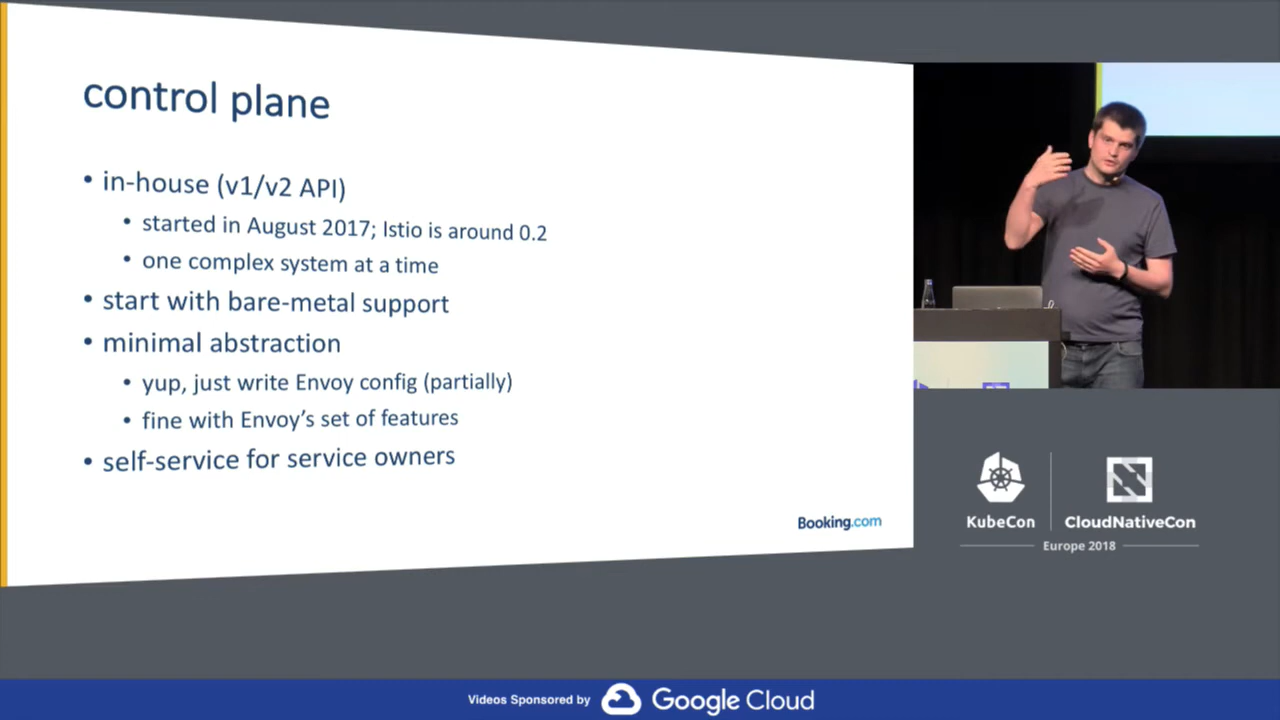 control plane
• in-house (v1/v2 API)
• started in August 2017; Istio is around 0.2
• one complex system at a time
• start with bare-metal support
• minimal abstraction
• yup, just write Envoy config (partially)
• fine with Envoy's set of features
• self-service for service owners
Booking.com
KubeCon
CloudNativeCon
Europe 2018
Videos Sponsored by Google Cloud